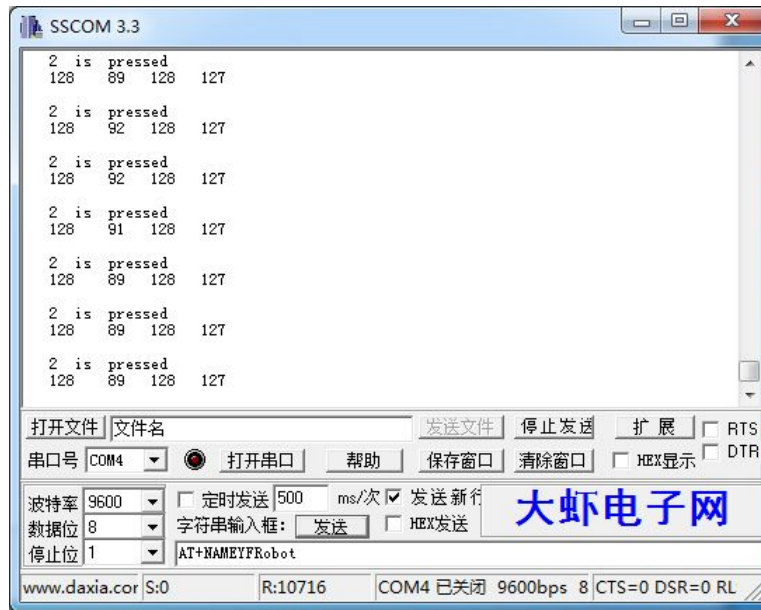 SSCOM 3.3
2 is pressed
128 89 128 127
2 is pressed
128 92 128 127
2 is pressed
128 92 128 127
2 is pressed
128 91 128 127
2 is pressed
128 89 128 127
2 is pressed
128 89 128 127
2 is pressed
128 89 128 127
打开文件 文件名 发送文件 停止发送 扩展 RTS
串口号 COM4 打开串口 帮助 保存窗口 清除窗口 HEX显示 DTR
波特率 9600 定时发送 500 ms/次 发送新行 大虾电子网
数据位 8 字符串输入框: 发送 HEX发送
停止位 1 AT+NAMEYFRobot
www.daxia.cor S:0 R:10716 COM4 已关闭 9600bps 8 CTS=0 DSR=0 RL